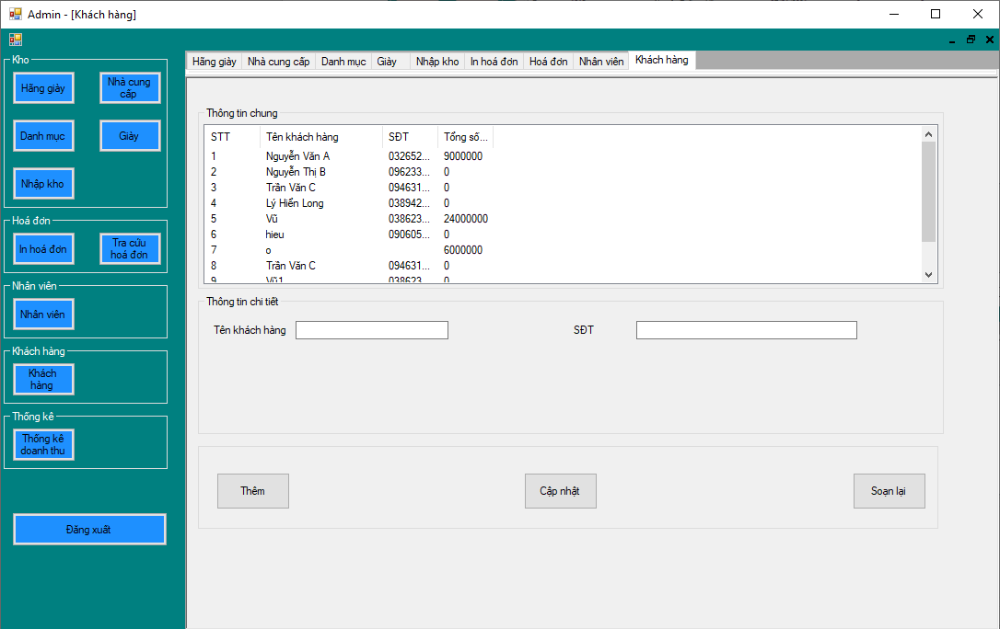 Admin - [Khách hàng]
Kho
Hãng giày
Nhà cung
cấp
Danh mục
Giày
Nhập kho
Hoá đơn
In hoá đơn
Tra cứu
hoá đơn
Nhân viên
Nhân viên
Khách hàng
Khách
hàng
Thống kê
Thống kê
doanh thu
Đăng xuất
Hãng giày Nhà cung cấp Danh mục Giày Nhập kho In hoá đơn Hoá đơn Nhân viên Khách hàng
Thông tin chung
STT Tên khách hàng SĐT Tổng số...
1 Nguyễn Văn A 032652... 9000000
2 Nguyễn Thị B 096233... 0
3 Trần Văn C 094631... 0
4 Lý Hiển Long 038942... 0
5 Vũ 038623... 24000000
6 hieu 090605... 0
7 o 6000000
8 Trần Văn C 094631... 0
9 Vũ1 038623... 0
Thông tin chi tiết
Tên khách hàng SĐT
Thêm Cập nhật Soạn lại